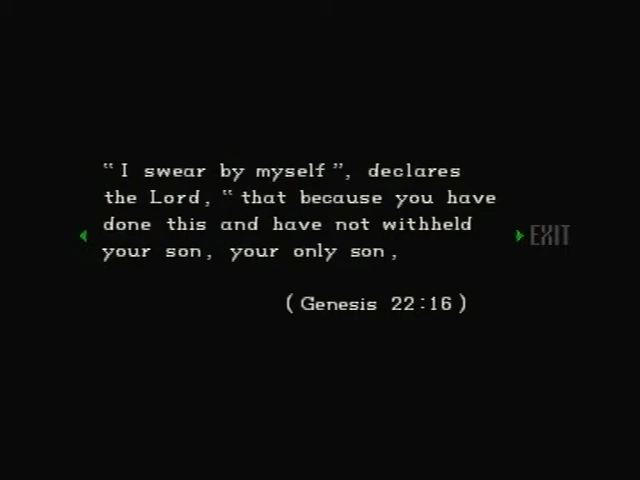 “I swear by myself”, declares
the Lord, “that because you have
done this and have not withheld
your son, your only son,
EXIT
(Genesis 22:16)